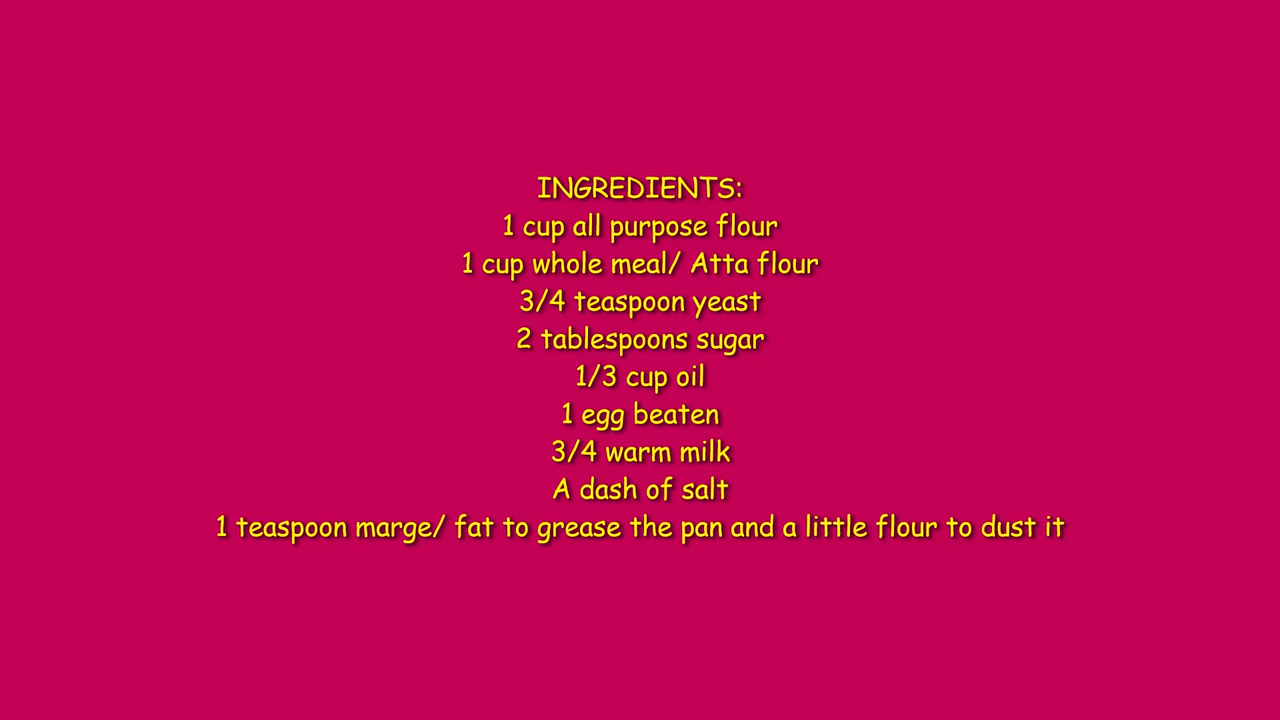 INGREDIENTS:
1 cup all purpose flour
1 cup whole meal/ Atta flour
3/4 teaspoon yeast
2 tablespoons sugar
1/3 cup oil
1 egg beaten
3/4 warm milk
A dash of salt
1 teaspoon marge/ fat to grease the pan and a little flour to dust it